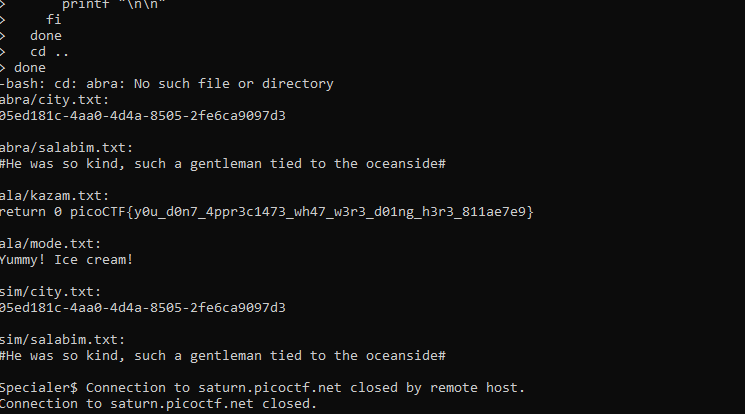 > printf "\n\n"
> fi
> done
> cd ..
> done
-bash: cd: abra: No such file or directory
abra/city.txt:
05ed181c-4aa0-4d4a-8505-2fe6ca9097d3
abra/salabim.txt:
#He was so kind, such a gentleman tied to the oceanside#
ala/kazam.txt:
return 0 picoCTF{y0u_d0n7_4ppr3c1473_wh47_w3r3_d01ng_h3r3_811ae7e9}
ala/mode.txt:
Yummy! Ice cream!
sim/city.txt:
05ed181c-4aa0-4d4a-8505-2fe6ca9097d3
sim/salabim.txt:
#He was so kind, such a gentleman tied to the oceanside#
Specialer$ Connection to saturn.picoctf.net closed by remote host.
Connection to saturn.picoctf.net closed.